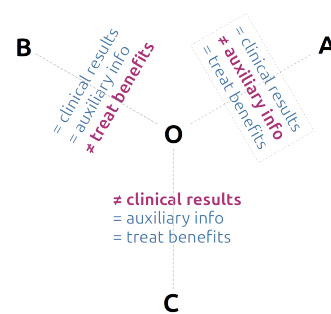 B
= clinical results
= auxiliary info
≠ treat benefits
A
= clinical results
≠ auxiliary info
= treat benefits
O
≠ clinical results
= auxiliary info
= treat benefits
C